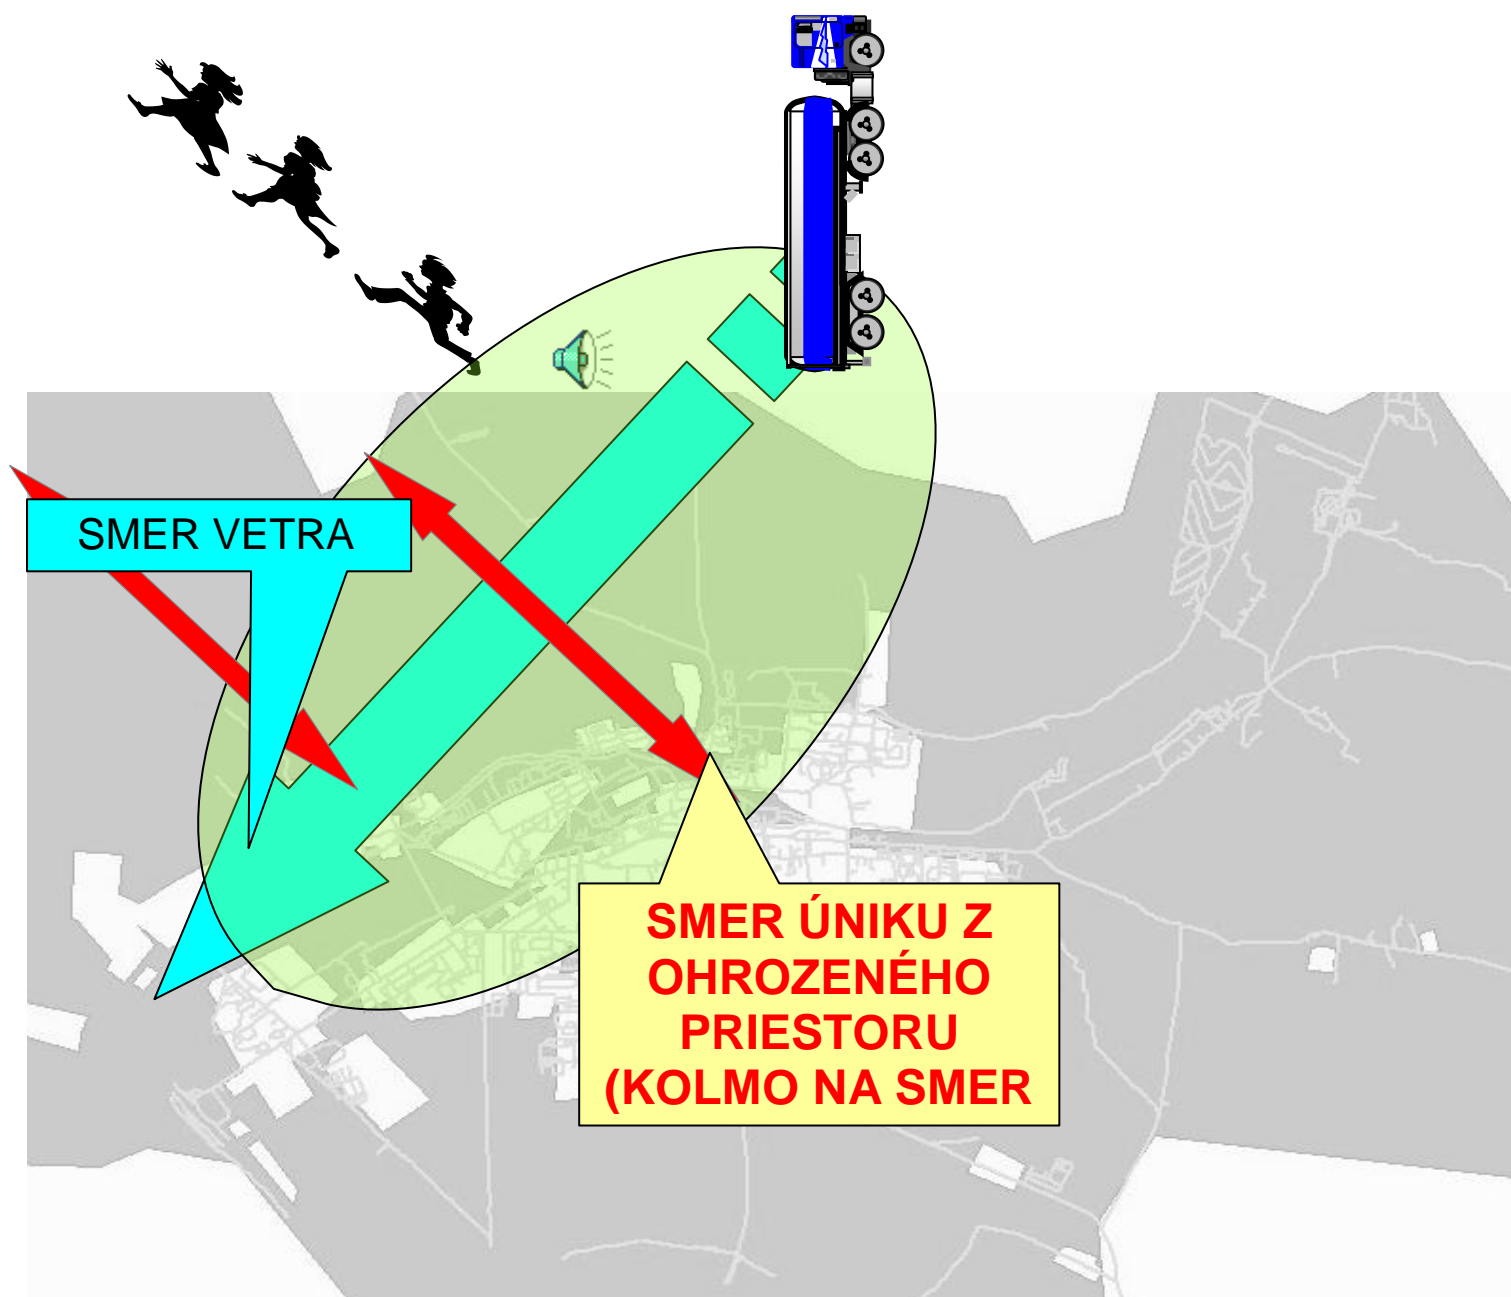 SMER VETRA
SMER ÚNIKU Z
OHROZENÉHO
PRIESTORU
(KOLMO NA SMER